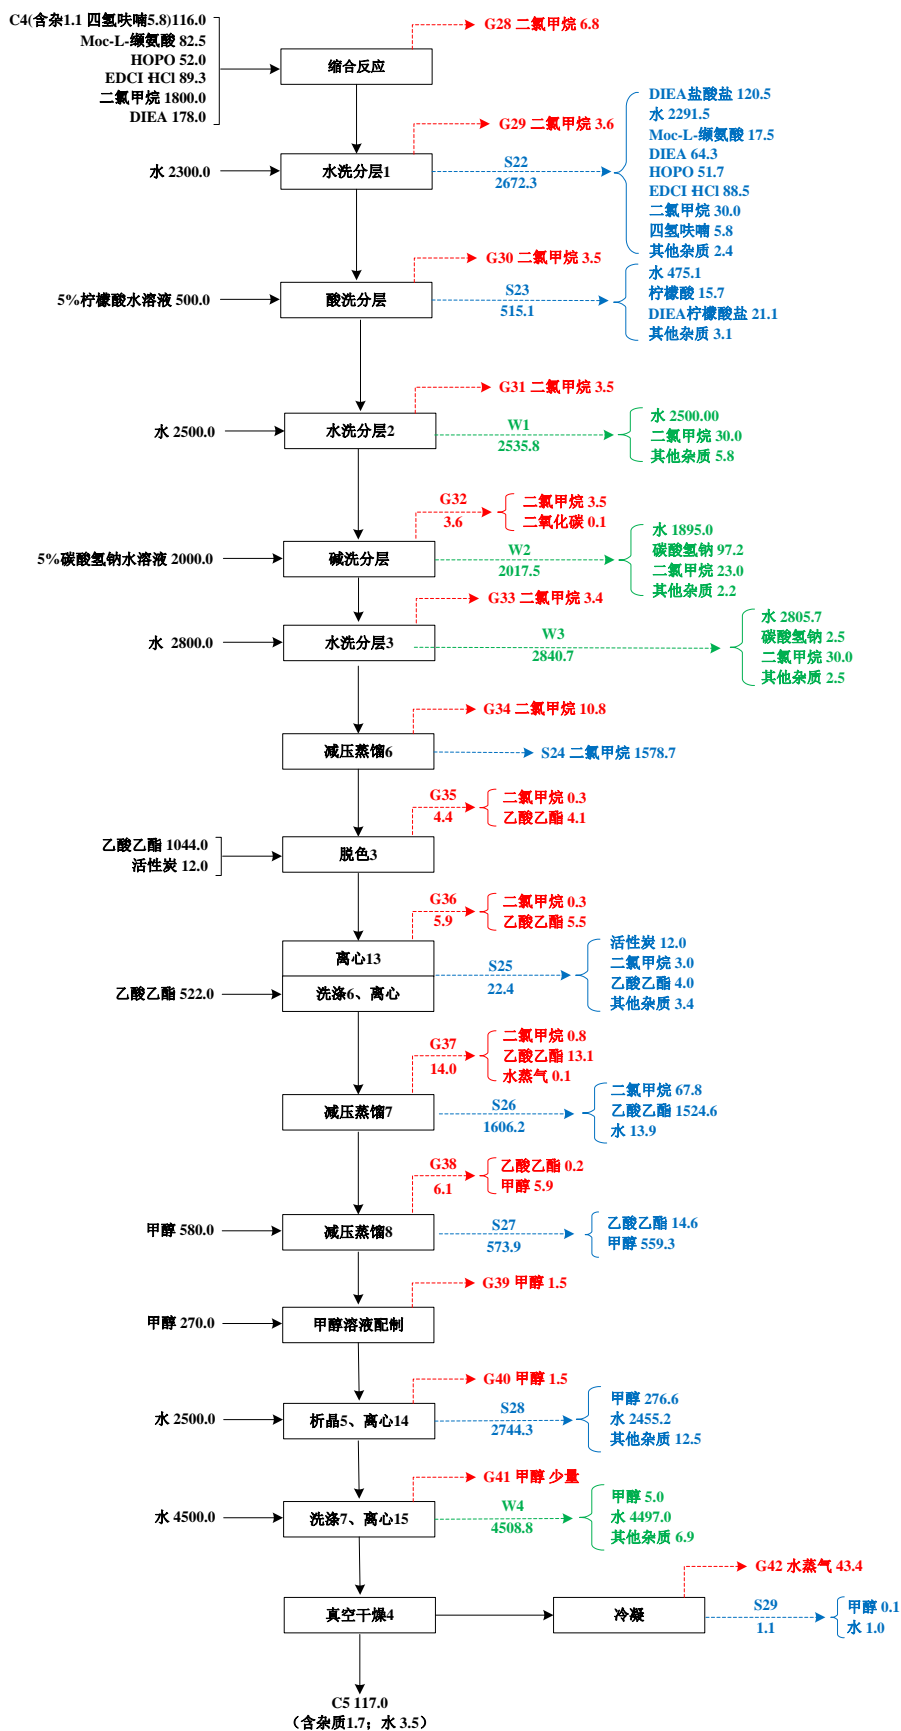 C4(含杂1.1 四氢呋喃5.8)116.0
Moc-L-缬氨酸 82.5
HOPO 52.0
EDCI·HCl 89.3
二氯甲烷 1800.0
DIEA 178.0
缩合反应
G28 二氯甲烷 6.8
G29 二氯甲烷 3.6
水 2300.0
水洗分层1
S22
2672.3
DIEA盐酸盐 120.5
水 2291.5
Moc-L-缬氨酸 17.5
DIEA 64.3
HOPO 51.7
EDCI·HCl 88.5
二氯甲烷 30.0
四氢呋喃 5.8
其他杂质 2.4
G30 二氯甲烷 3.5
5%柠檬酸水溶液 500.0
酸洗分层
S23
515.1
水 475.1
柠檬酸 15.7
DIEA柠檬酸盐 21.1
其他杂质 3.1
G31 二氯甲烷 3.5
水 2500.0
水洗分层2
W1
2535.8
水 2500.00
二氯甲烷 30.0
其他杂质 5.8
G32
3.6
二氯甲烷 3.5
二氧化碳 0.1
5%碳酸氢钠水溶液 2000.0
碱洗分层
W2
2017.5
水 1895.0
碳酸氢钠 97.2
二氯甲烷 23.0
其他杂质 2.2
G33 二氯甲烷 3.4
水 2800.0
水洗分层3
W3
2840.7
水 2805.7
碳酸氢钠 2.5
二氯甲烷 30.0
其他杂质 2.5
G34 二氯甲烷 10.8
减压蒸馏6
S24 二氯甲烷 1578.7
G35
4.4
二氯甲烷 0.3
乙酸乙酯 4.1
乙酸乙酯 1044.0
活性炭 12.0
脱色3
G36
5.9
二氯甲烷 0.3
乙酸乙酯 5.5
离心13
乙酸乙酯 522.0
洗涤6、离心
S25
22.4
活性炭 12.0
二氯甲烷 3.0
乙酸乙酯 4.0
其他杂质 3.4
G37
14.0
二氯甲烷 0.8
乙酸乙酯 13.1
水蒸气 0.1
减压蒸馏7
S26
1606.2
二氯甲烷 67.8
乙酸乙酯 1524.6
水 13.9
G38
6.1
乙酸乙酯 0.2
甲醇 5.9
甲醇 580.0
减压蒸馏8
S27
573.9
乙酸乙酯 14.6
甲醇 559.3
G39 甲醇 1.5
甲醇 270.0
甲醇溶液配制
G40 甲醇 1.5
水 2500.0
析晶5、离心14
S28
2744.3
甲醇 276.6
水 2455.2
其他杂质 12.5
G41 甲醇 少量
水 4500.0
洗涤7、离心15
W4
4508.8
甲醇 5.0
水 4497.0
其他杂质 6.9
G42 水蒸气 43.4
真空干燥4
冷凝
S29
1.1
甲醇 0.1
水 1.0
C5 117.0
（含杂质1.7；水 3.5）